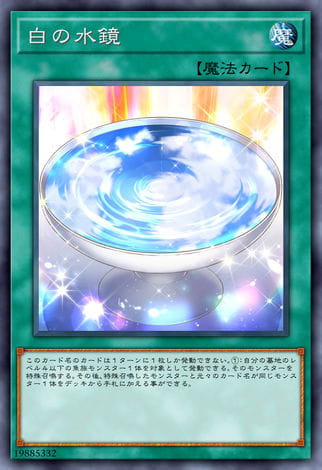 白の水鏡
魔
【魔法カード】
このカード名のカードは1ターンに1枚しか発動できない。①:自分の墓地の
レベル4以下の魚族モンスター1体を対象として発動できる。そのモンスターを
特殊召喚する。その後、特殊召喚したモンスターと元々のカード名が同じモンス
ター1体をデッキから手札に加える事ができる。
19885332